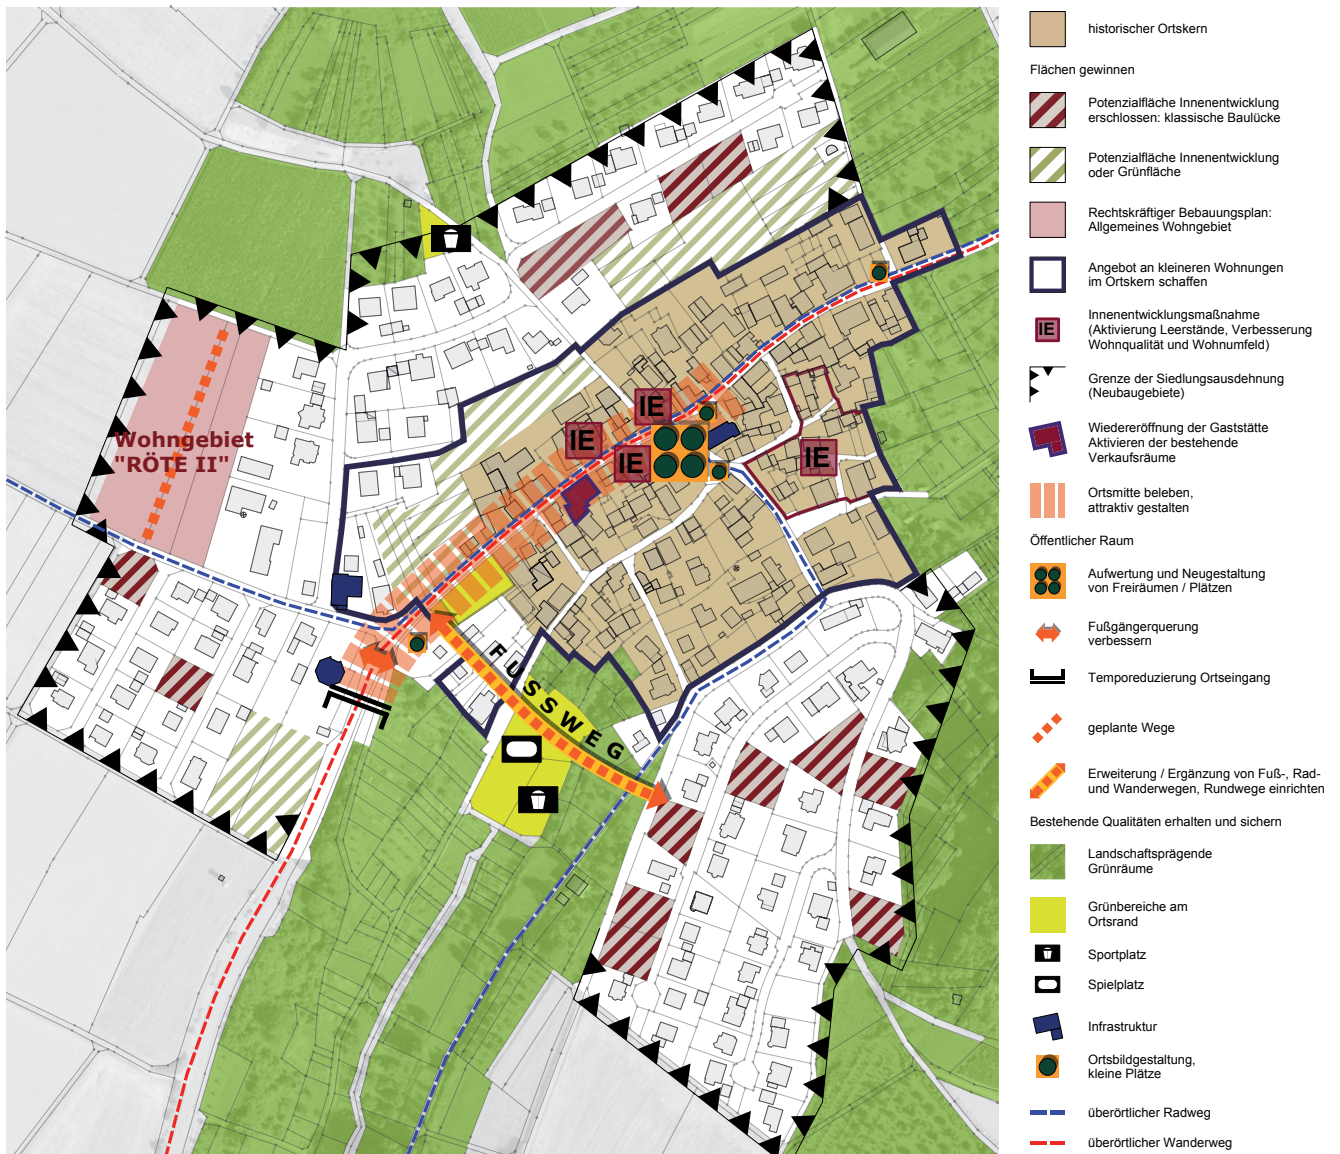 Wohngebiet
"RÖTE II"
IE
IE
IE
IE
FUSSWEG
historischer Ortskern
Flächen gewinnen
Potenzialfläche Innenentwicklung
erschlossen: klassische Baulücke
Potenzialfläche Innenentwicklung
oder Grünfläche
Rechtskräftiger Bebauungsplan:
Allgemeines Wohngebiet
Angebot an kleineren Wohnungen
im Ortskern schaffen
IE
Innenentwicklungsmaßnahme
(Aktivierung Leerstände, Verbesserung
Wohnqualität und Wohnumfeld)
Grenze der Siedlungsausdehnung
(Neubaugebiete)
Wiedereröffnung der Gaststätte
Aktivieren der bestehende
Verkaufsräume
Ortsmitte beleben,
attraktiv gestalten
Öffentlicher Raum
Aufwertung und Neugestaltung
von Freiräumen / Plätzen
Fußgängerquerung
verbessern
Temporeduzierung Ortseingang
geplante Wege
Erweiterung / Ergänzung von Fuß-, Rad-
und Wanderwegen, Rundwege einrichten
Bestehende Qualitäten erhalten und sichern
Landschaftsprägende
Grünräume
Grünbereiche am
Ortsrand
Sportplatz
Spielplatz
Infrastruktur
Ortsbildgestaltung,
kleine Plätze
überörtlicher Radweg
überörtlicher Wanderweg